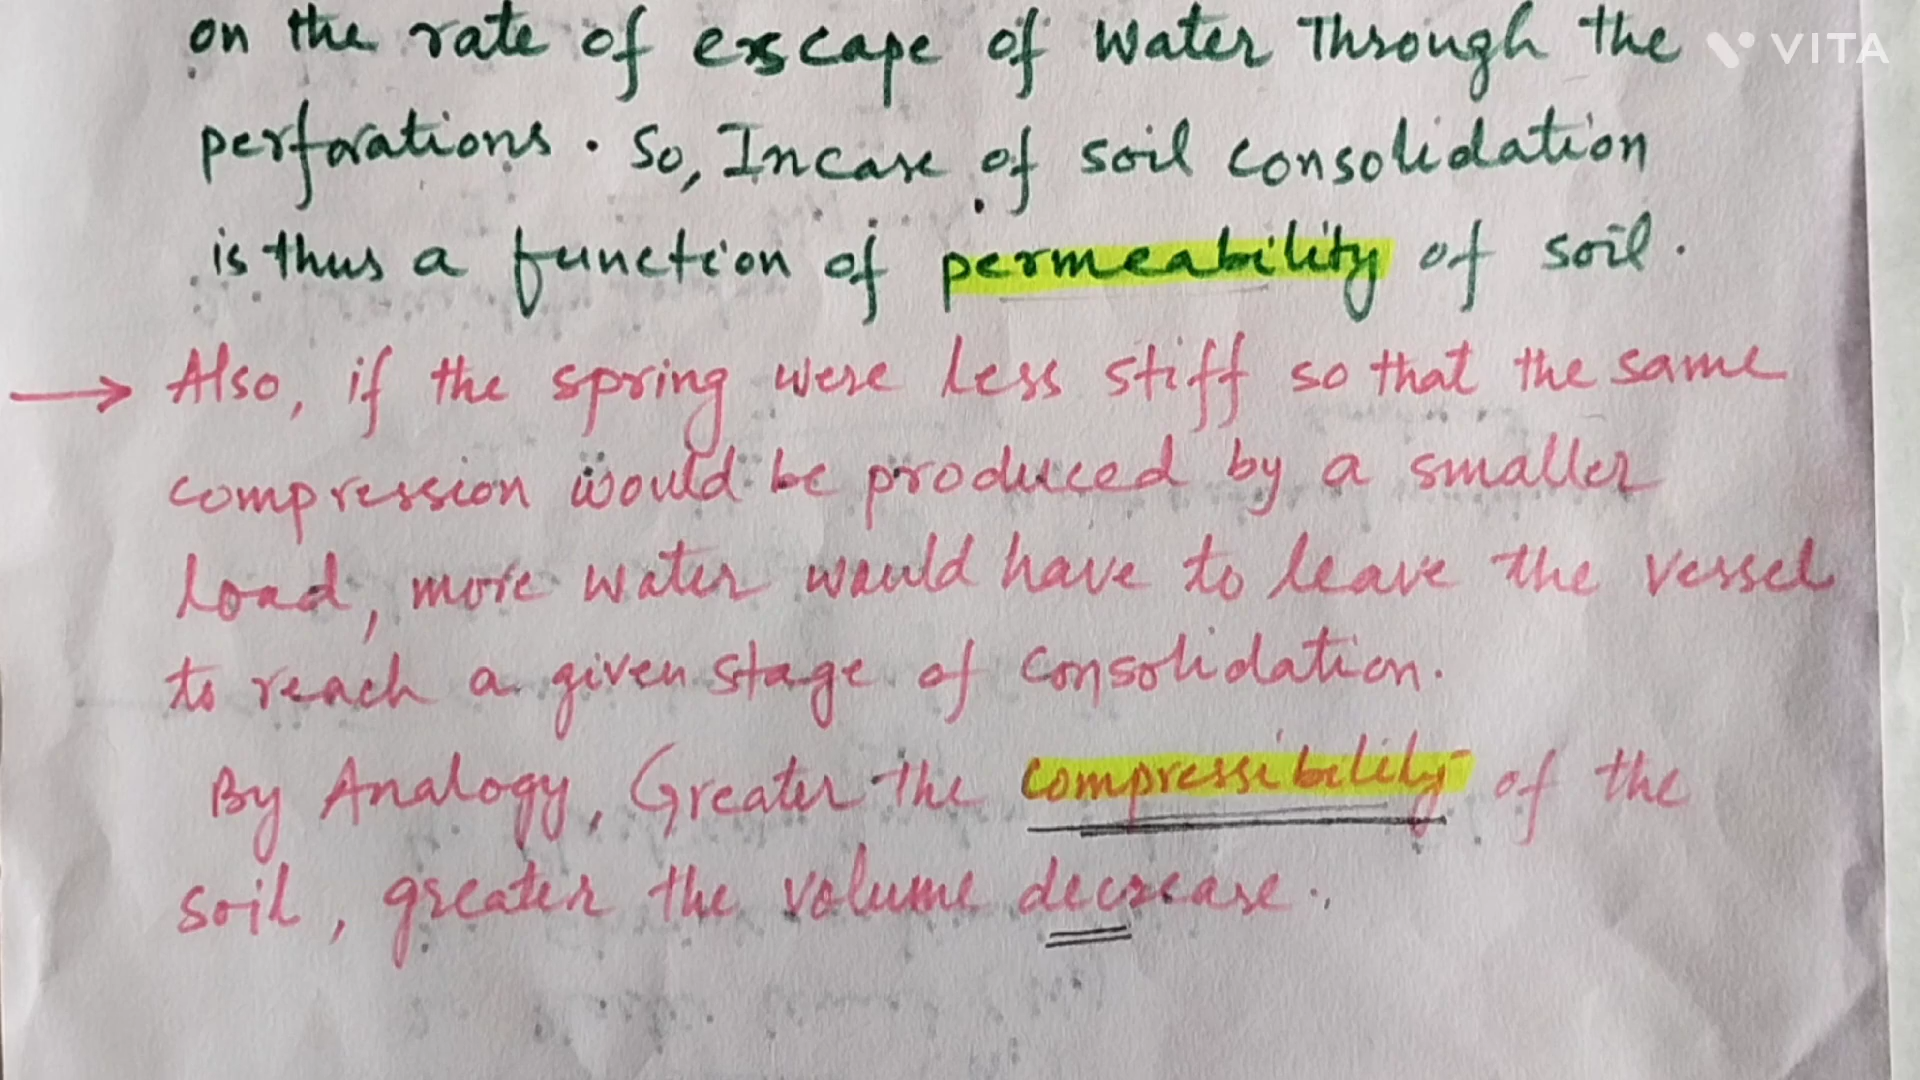 on the rate of escape of water Through the
VITA
perforations. So, Incase of soil consolidation
is thus a function of permeability of soil.
→ Also, if the spring were less stiff so that the same
compression would be produced by a smaller
load, more water would have to leave the vessel
to reach a given stage of consolidation.
By Analogy, Greater the compressibility of the
soil, greater the volume decrease.